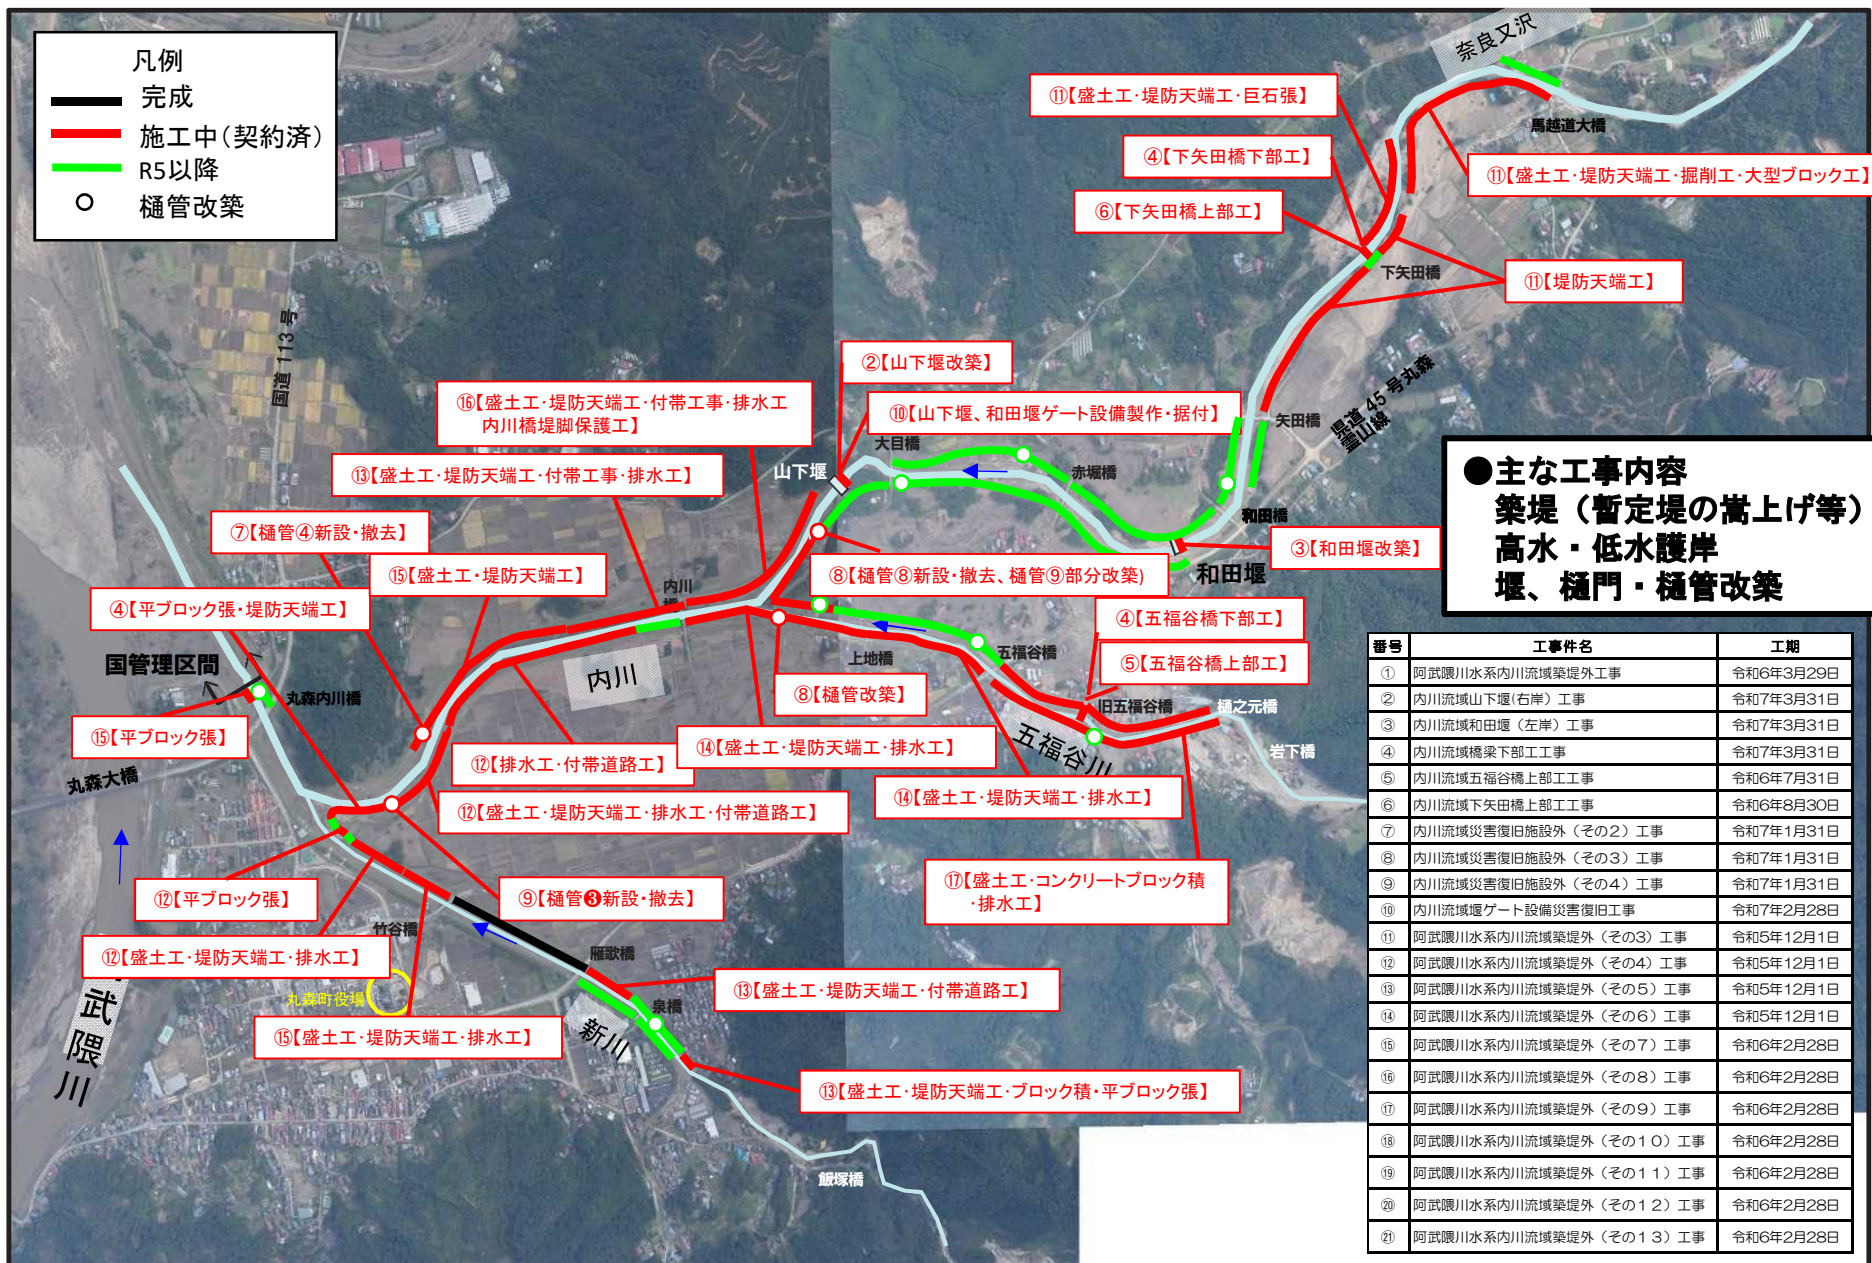 凡例
完成
施工中(契約済)
R5以降
樋管改築
奈良又沢
⑪【盛土工・堤防天端工・巨石張】
馬越道大橋
④【下矢田橋下部工】
⑪【盛土工・堤防天端工・掘削工・大型ブロック工】
⑥【下矢田橋上部工】
下矢田橋
⑪【堤防天端工】
国道113号
県道45号丸森
霊山線
②【山下堰改築】
⑯【盛土工・堤防天端工・付帯工事・排水工
内川橋堤脚保護工】
⑩【山下堰、和田堰ゲート設備製作・据付】
矢田橋
大目橋
⑬【盛土工・堤防天端工・付帯工事・排水工】
山下堰
赤堀橋
●主な工事内容
築堤（暫定堤の嵩上げ等）
高水・低水護岸
堰、樋門・樋管改築
⑦【樋管④新設・撤去】
和田橋
③【和田堰改築】
和田堰
⑮【盛土工・堤防天端工】
⑧【樋管⑧新設・撤去、樋管⑨部分改築)
内川
橋
④【平ブロック張・堤防天端工】
④【五福谷橋下部工】
国管理区間
上地橋
五福谷橋
⑤【五福谷橋上部工】
内川
丸森内川橋
⑧【樋管改築】
旧五福谷橋
樋之元橋
⑮【平ブロック張】
⑭【盛土工・堤防天端工・排水工】
五福谷川
岩下橋
⑫【排水工・付帯道路工】
丸森大橋
⑭【盛土工・堤防天端工・排水工】
⑫【盛土工・堤防天端工・排水工・付帯道路工】
⑫【平ブロック張】
⑨【樋管❸新設・撤去】
⑰【盛土工・コンクリートブロック積
・排水工】
竹谷橋
⑫【盛土工・堤防天端工・排水工】
雁歌橋
武隈川
丸森町役場
⑬【盛土工・堤防天端工・付帯道路工】
泉橋
⑮【盛土工・堤防天端工・排水工】
新川
⑬【盛土工・堤防天端工・ブロック積・平ブロック張】
飯塚橋
番号 工事件名 工期
① 阿武隈川水系内川流域築堤外工事 令和6年3月29日
② 内川流域山下堰(右岸）工事 令和7年3月31日
③ 内川流域和田堰（左岸）工事 令和7年3月31日
④ 内川流域橋梁下部工工事 令和7年3月31日
⑤ 内川流域五福谷橋上部工工事 令和6年7月31日
⑥ 内川流域下矢田橋上部工工事 令和6年8月30日
⑦ 内川流域災害復旧施設外（その2）工事 令和7年1月31日
⑧ 内川流域災害復旧施設外（その3）工事 令和7年1月31日
⑨ 内川流域災害復旧施設外（その4）工事 令和7年1月31日
⑩ 内川流域堰ゲート設備災害復旧工事 令和7年2月28日
⑪ 阿武隈川水系内川流域築堤外（その3）工事 令和5年12月1日
⑫ 阿武隈川水系内川流域築堤外（その4）工事 令和5年12月1日
⑬ 阿武隈川水系内川流域築堤外（その5）工事 令和5年12月1日
⑭ 阿武隈川水系内川流域築堤外（その6）工事 令和5年12月1日
⑮ 阿武隈川水系内川流域築堤外（その7）工事 令和6年2月28日
⑯ 阿武隈川水系内川流域築堤外（その8）工事 令和6年2月28日
⑰ 阿武隈川水系内川流域築堤外（その9）工事 令和6年2月28日
⑱ 阿武隈川水系内川流域築堤外（その10）工事 令和6年2月28日
⑲ 阿武隈川水系内川流域築堤外（その11）工事 令和6年2月28日
⑳ 阿武隈川水系内川流域築堤外（その12）工事 令和6年2月28日
㉑ 阿武隈川水系内川流域築堤外（その13）工事 令和6年2月28日